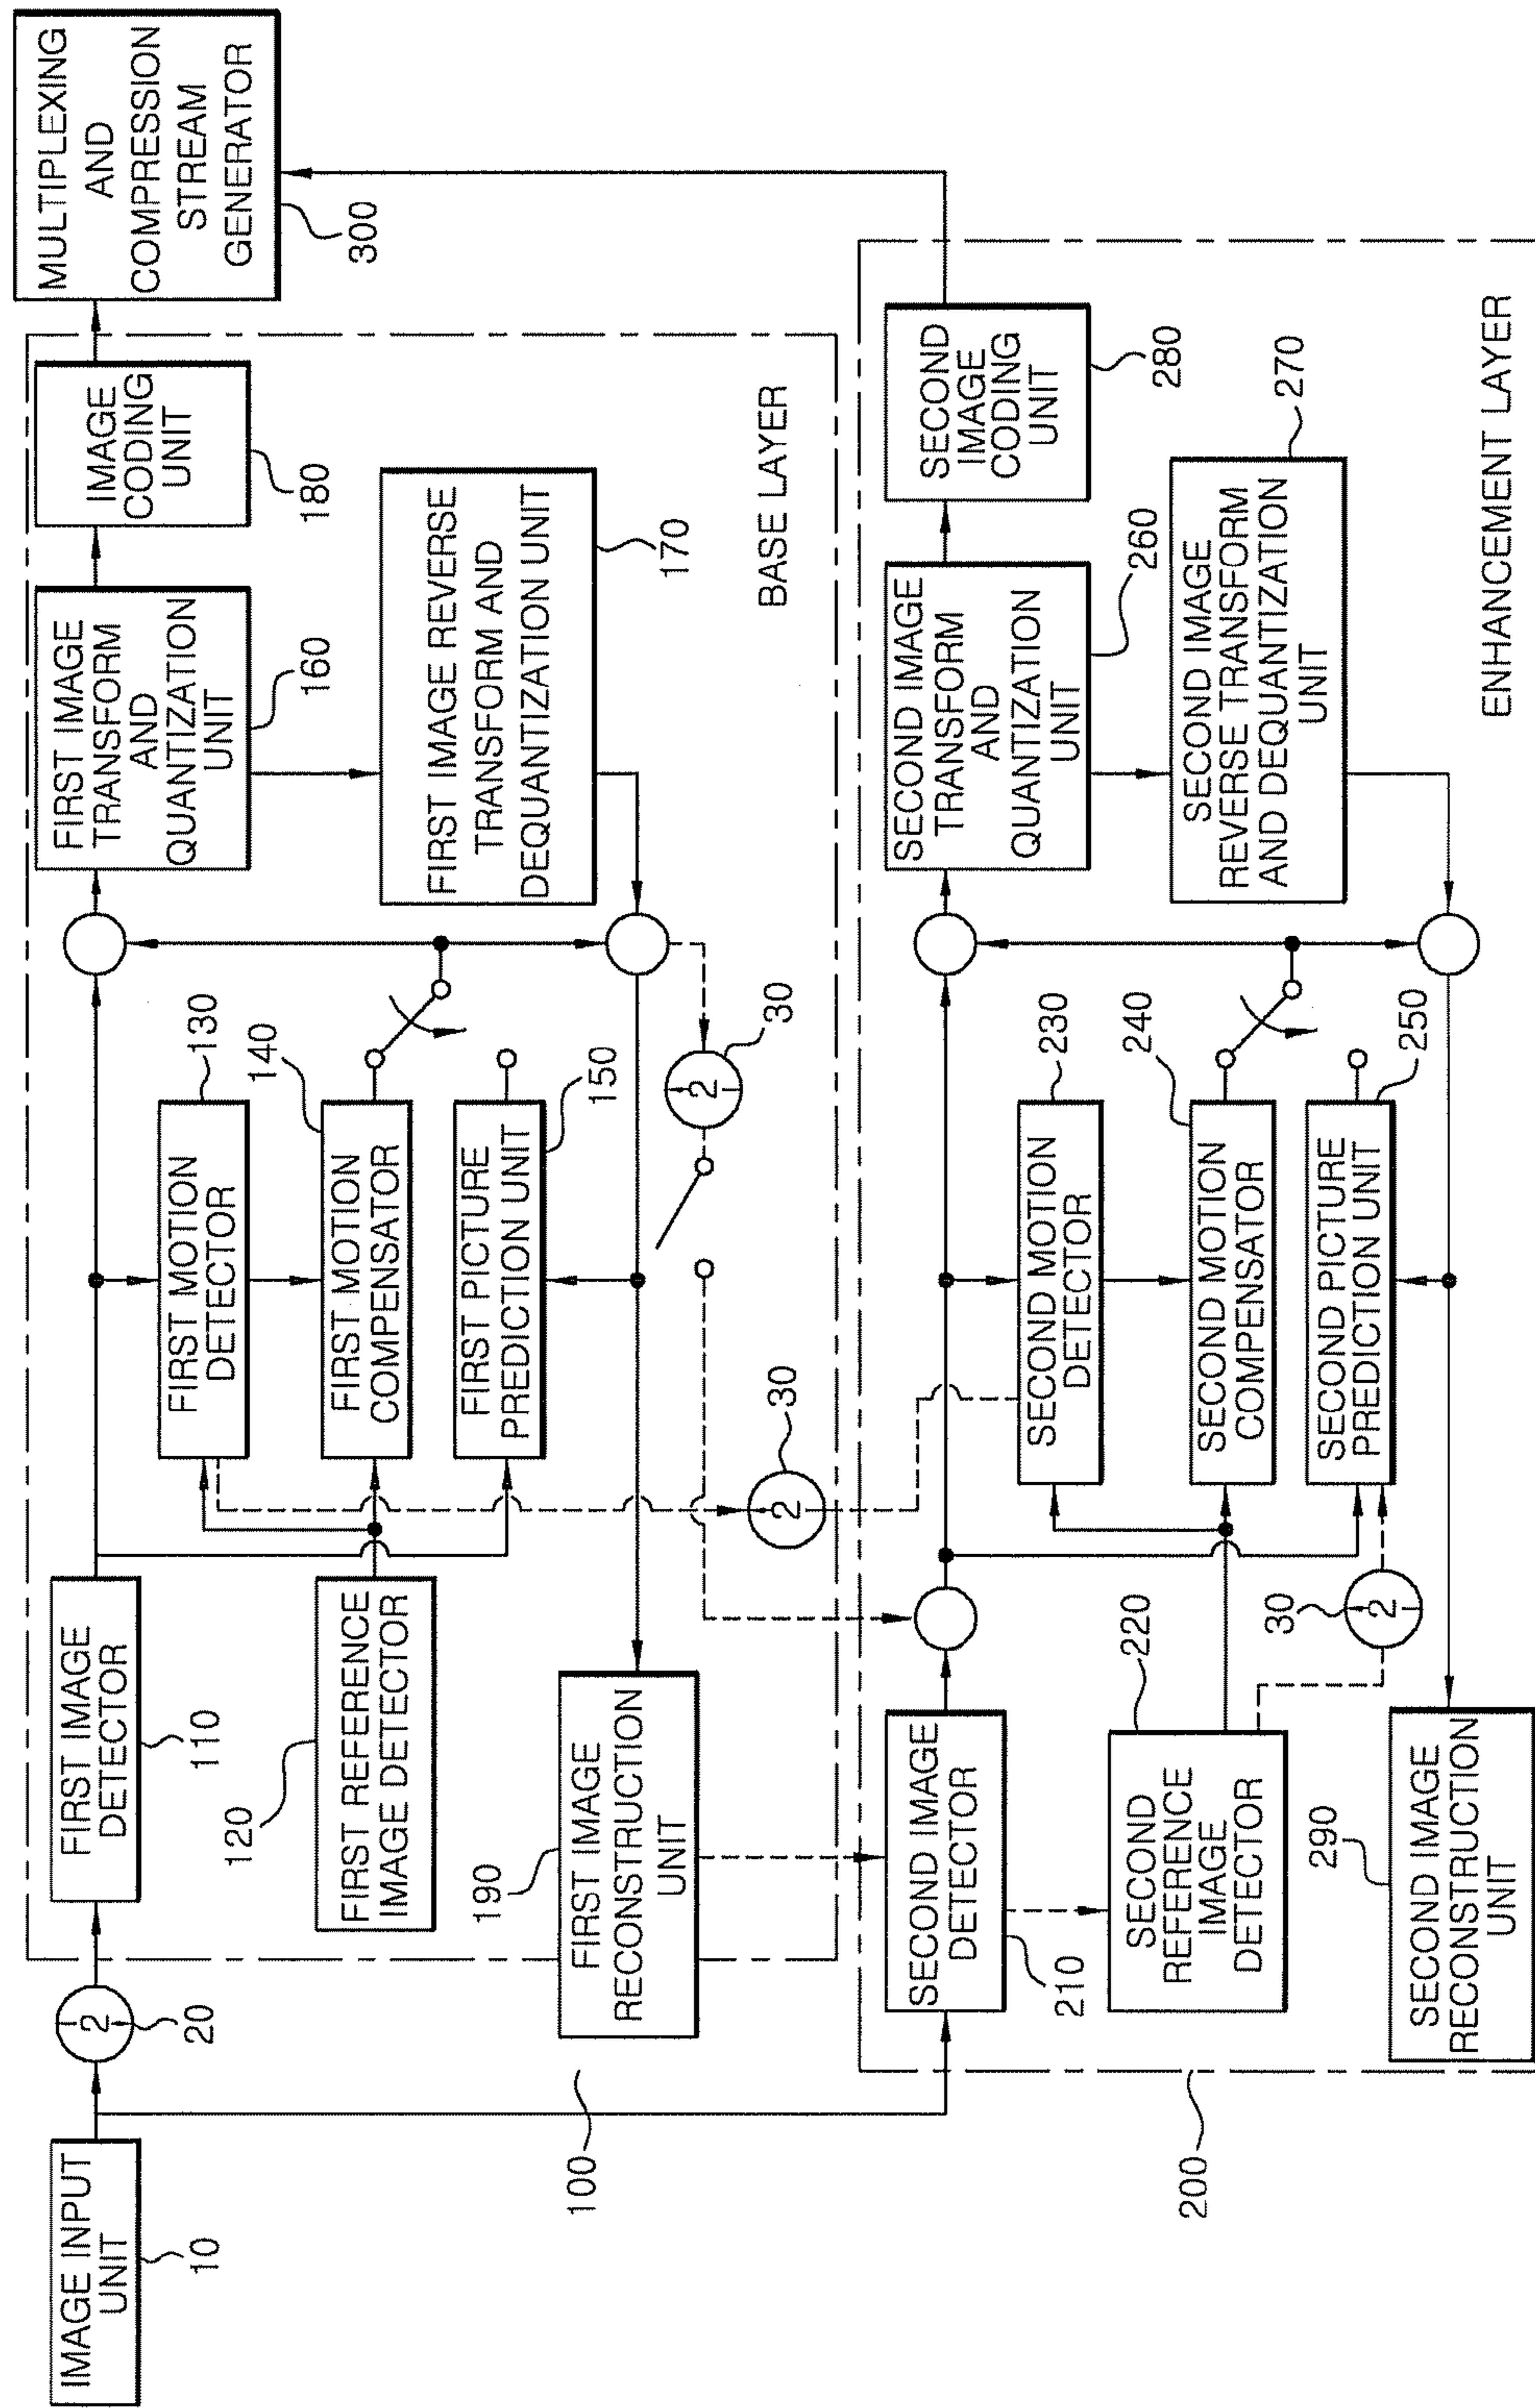 IMAGE INPUT
UNIT
10
2
20
FIRST IMAGE
DETECTOR
110
FIRST REFERENCE
IMAGE DETECTOR
120
FIRST MOTION
DETECTOR
130
FIRST MOTION
COMPENSATOR
140
FIRST PICTURE
PREDICTION UNIT
150
FIRST IMAGE
TRANSFORM
AND
QUANTIZATION
UNIT
160
FIRST IMAGE REVERSE
TRANSFORM AND
DEQUANTIZATION UNIT
170
IMAGE
CODING
UNIT
180
MULTIPLEXING
AND
COMPRESSION
STREAM
GENERATOR
300
FIRST IMAGE
RECONSTRUCTION
UNIT
190
2
30
2
30
BASE LAYER
100
SECOND IMAGE
DETECTOR
210
SECOND
REFERENCE
IMAGE
DETECTOR
220
SECOND MOTION
DETECTOR
230
SECOND MOTION
COMPENSATOR
240
SECOND PICTURE
PREDICTION UNIT
250
2
30
SECOND IMAGE
TRANSFORM
AND
QUANTIZATION
UNIT
260
SECOND IMAGE
REVERSE TRANSFORM
AND DEQUANTIZATION
UNIT
270
SECOND
IMAGE
CODING
UNIT
280
SECOND IMAGE
RECONSTRUCTION
UNIT
290
ENHANCEMENT LAYER
200